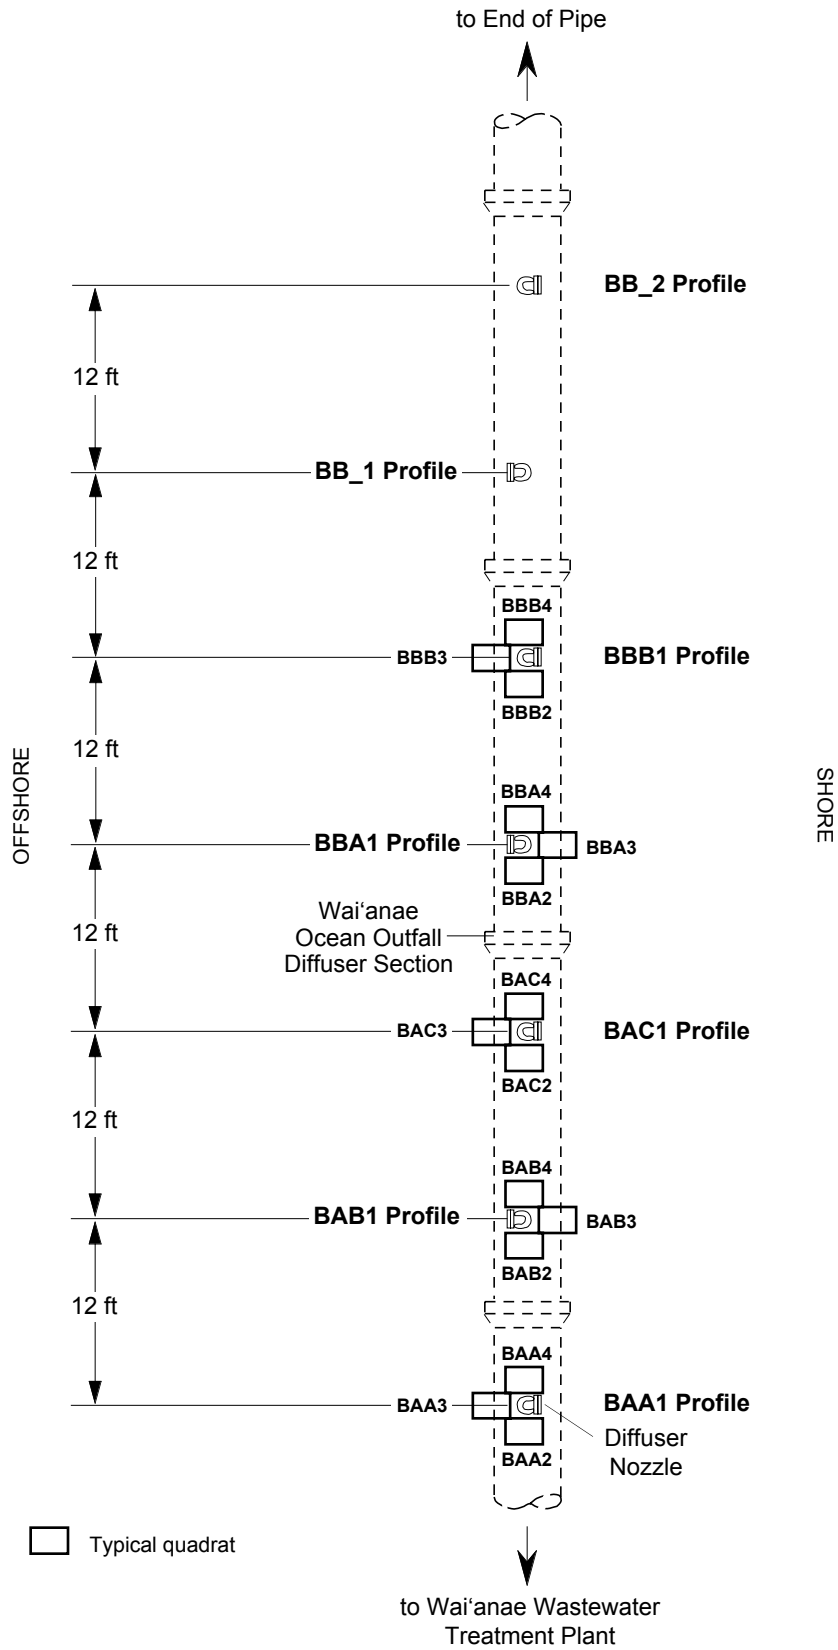 to End of Pipe
BB_2 Profile
12 ft
BB_1 Profile
12 ft
BBB4
BBB3
BBB1 Profile
BBB2
12 ft
OFFSHORE
SHORE
BBA4
BBA1 Profile
BBA3
BBA2
Wai‘anae
Ocean Outfall
Diffuser Section
12 ft
BAC4
BAC3
BAC1 Profile
BAC2
12 ft
BAB4
BAB1 Profile
BAB3
BAB2
12 ft
BAA4
BAA3
BAA1 Profile
BAA2
Diffuser
Nozzle
Typical quadrat
to Wai‘anae Wastewater
Treatment Plant